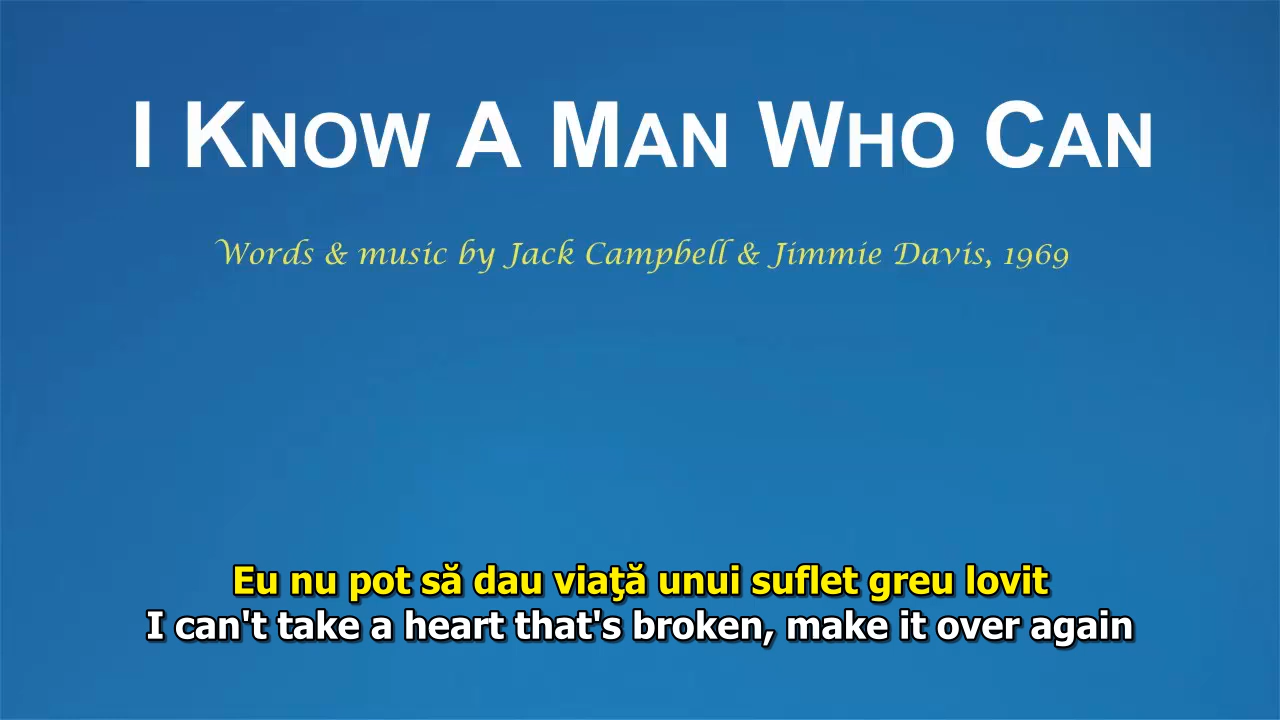 I Know A Man Who Can
Words & music by Jack Campbell & Jimmie Davis, 1969
Eu nu pot să dau viaţă unui suflet greu lovit
I can't take a heart that's broken, make it over again